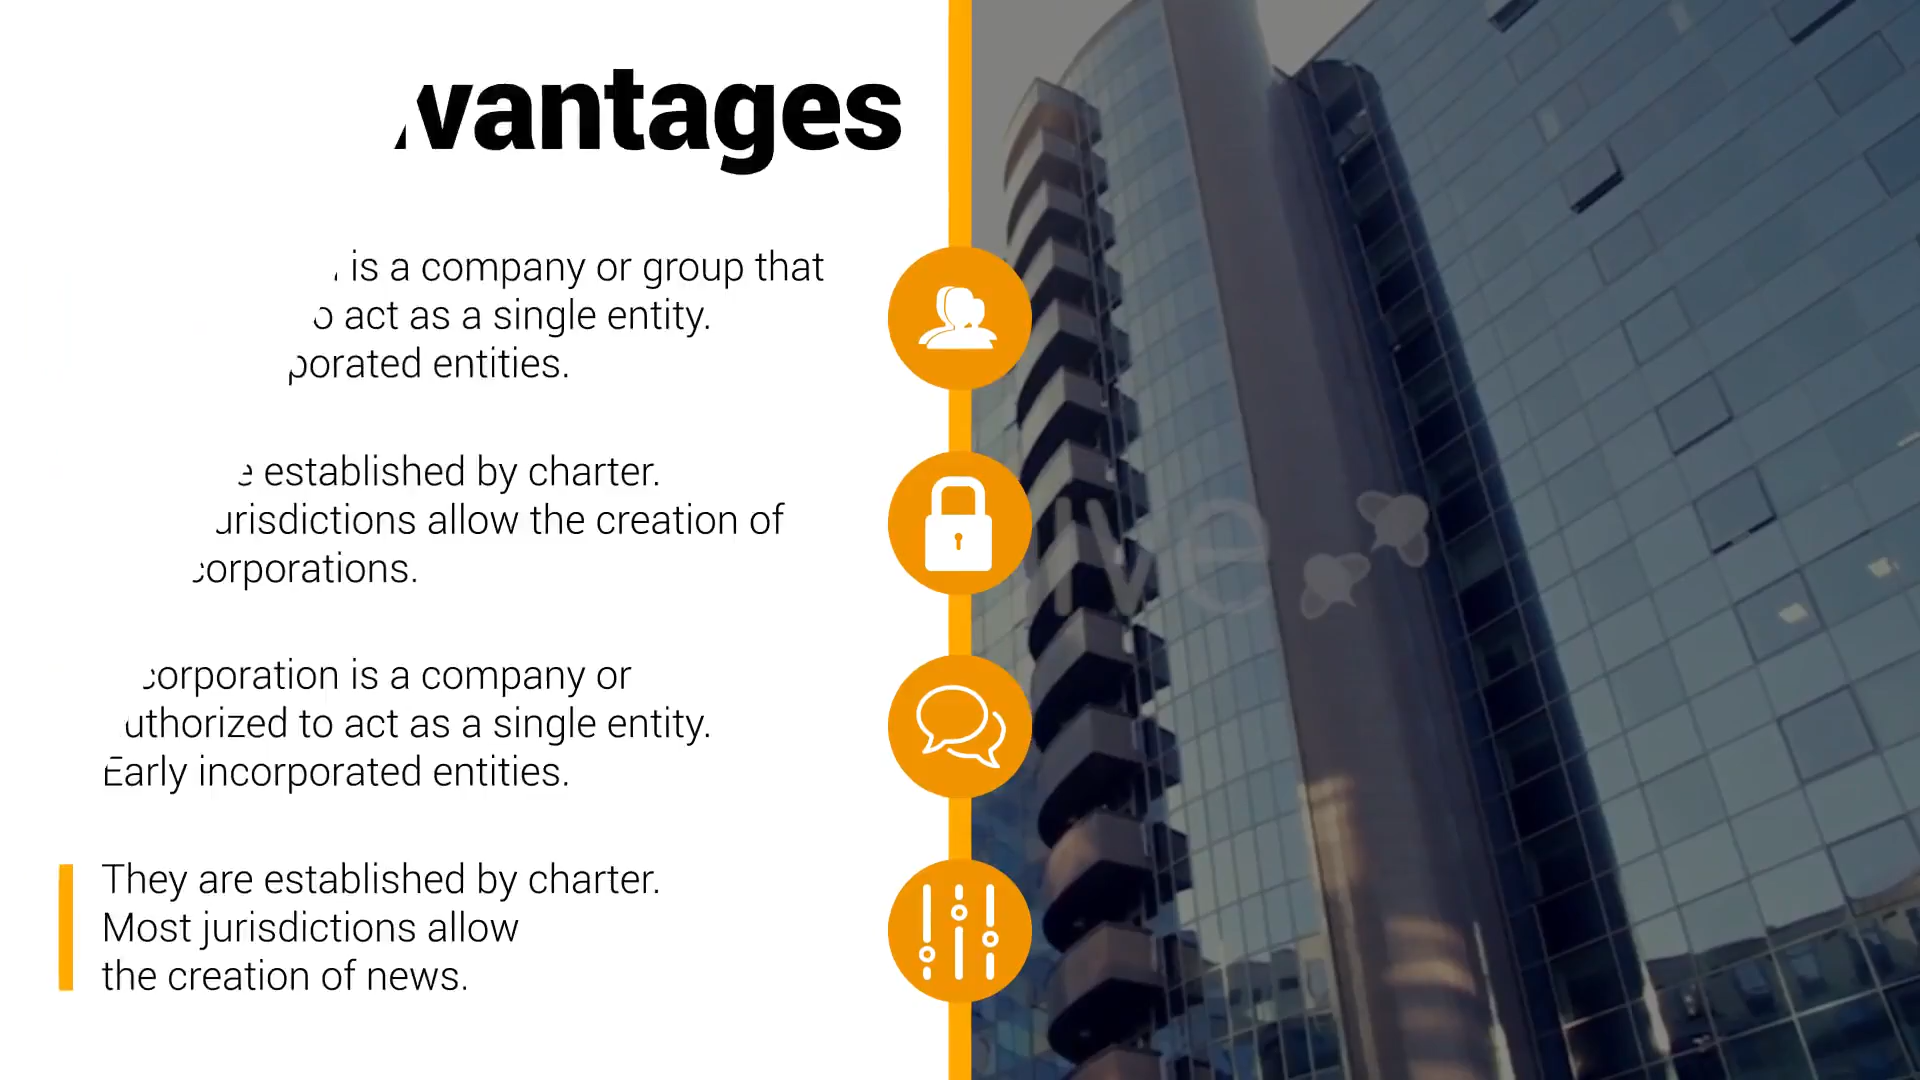 vantages
is a company or group that
o act as a single entity.
porated entities.
established by charter.
urisdictions allow the creation of
corporations.
corporation is a company or
uthorized to act as a single entity.
Early incorporated entities.
They are established by charter.
Most jurisdictions allow
the creation of news.
ive